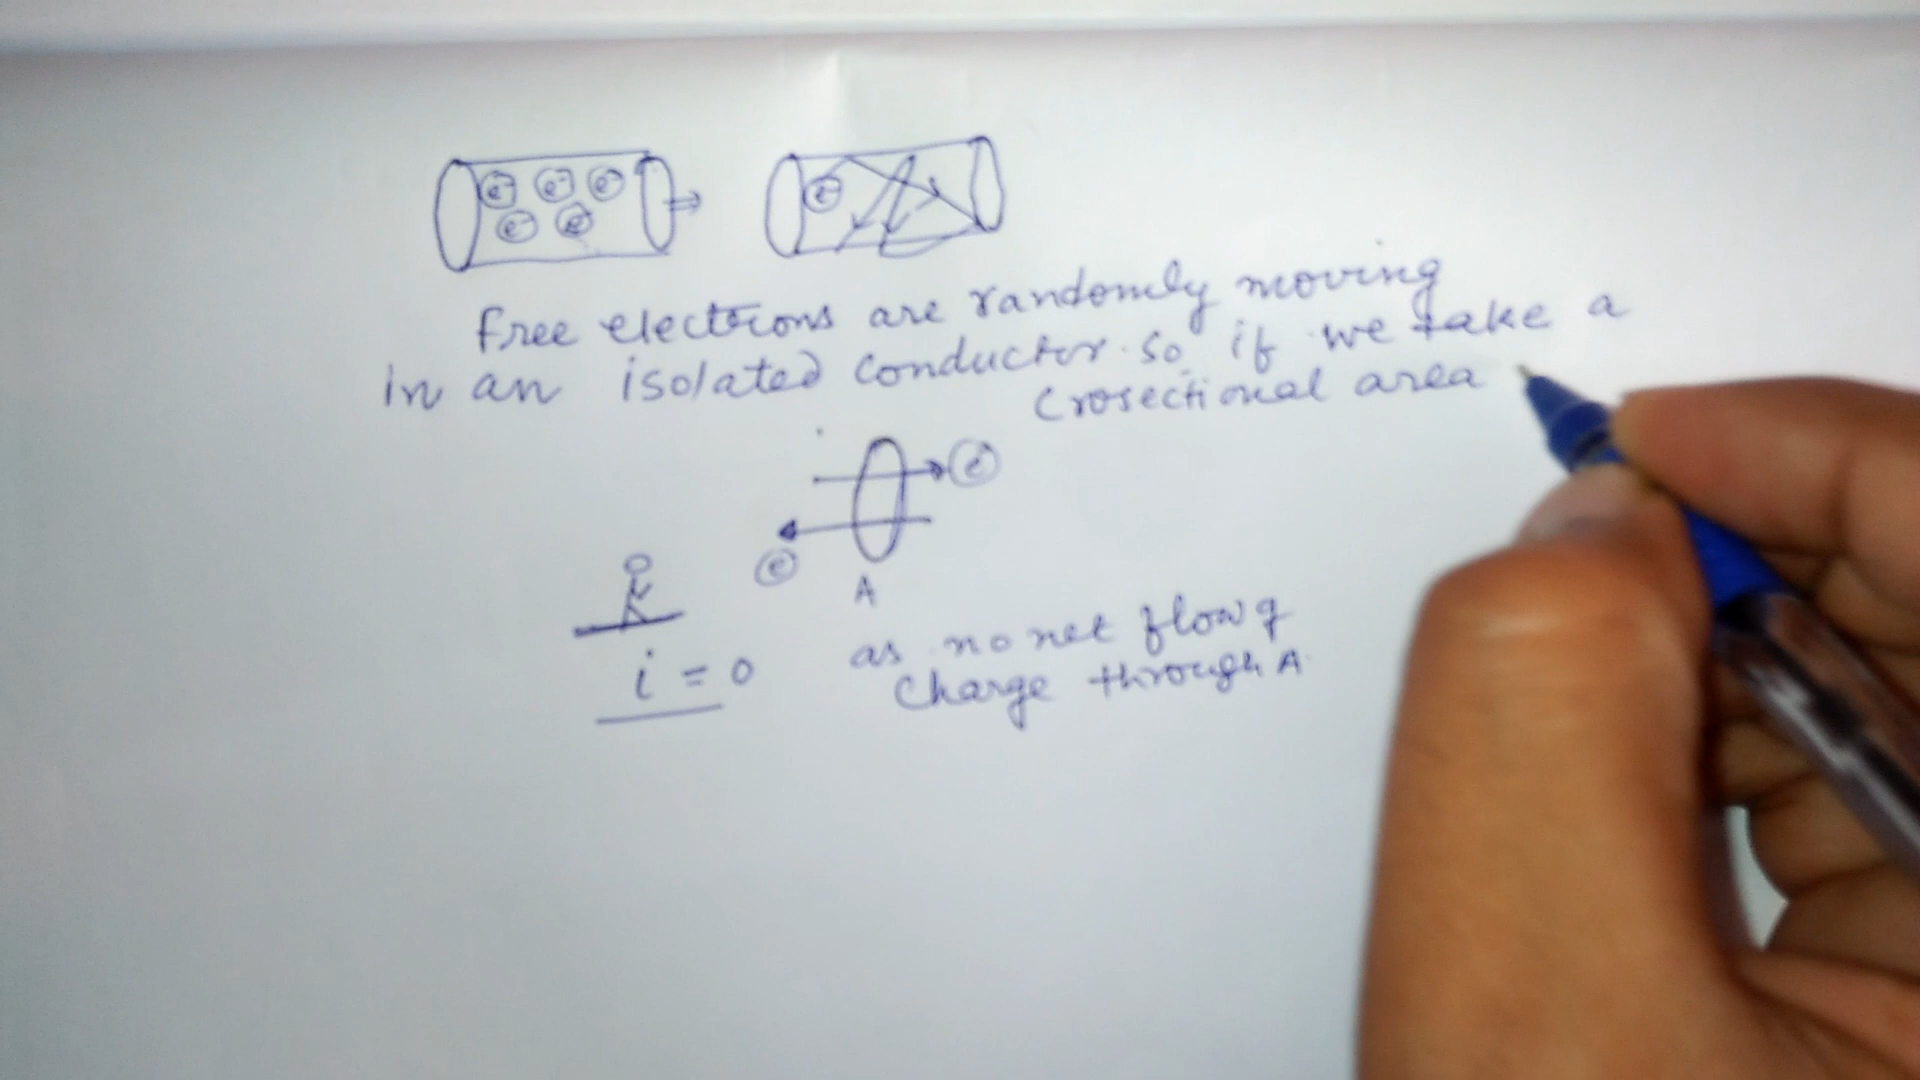 e- e- e-
e- e-
e-
free electrons are randomly moving
in an isolated conductor. So if we take a
crosectional area
e-
e-
A
i = 0
as no net flow of
charge through A.